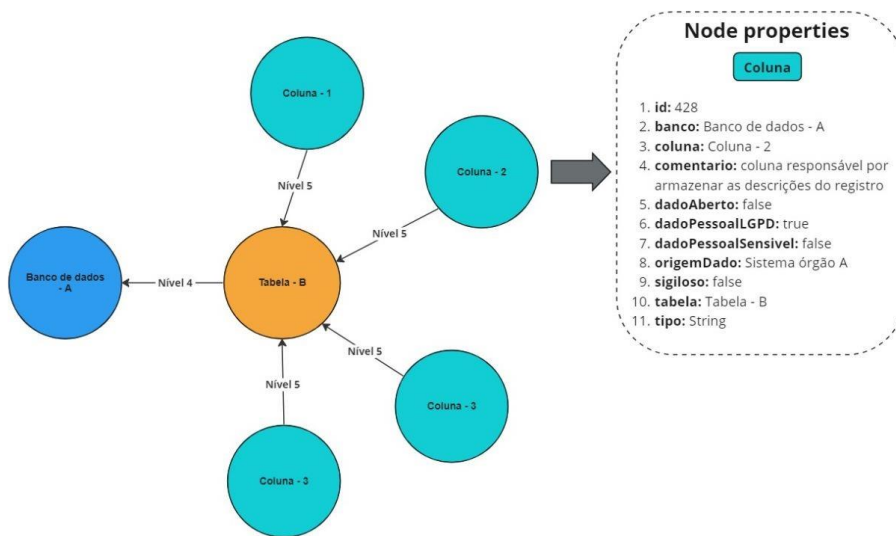 Node properties
Coluna
1. id: 428
2. banco: Banco de dados - A
3. coluna: Coluna - 2
4. comentario: coluna responsável por
armazenar as descrições do registro
5. dadoAberto: false
6. dadoPessoalLGPD: true
7. dadoPessoalSensivel: false
8. origemDado: Sistema órgão A
9. sigiloso: false
10. tabela: Tabela - B
11. tipo: String
Coluna - 1
Nível 5
Coluna - 2
Nível 5
Banco de dados
- A
Nível 4
Tabela - B
Nível 5
Coluna - 3
Nível 5
Coluna - 3